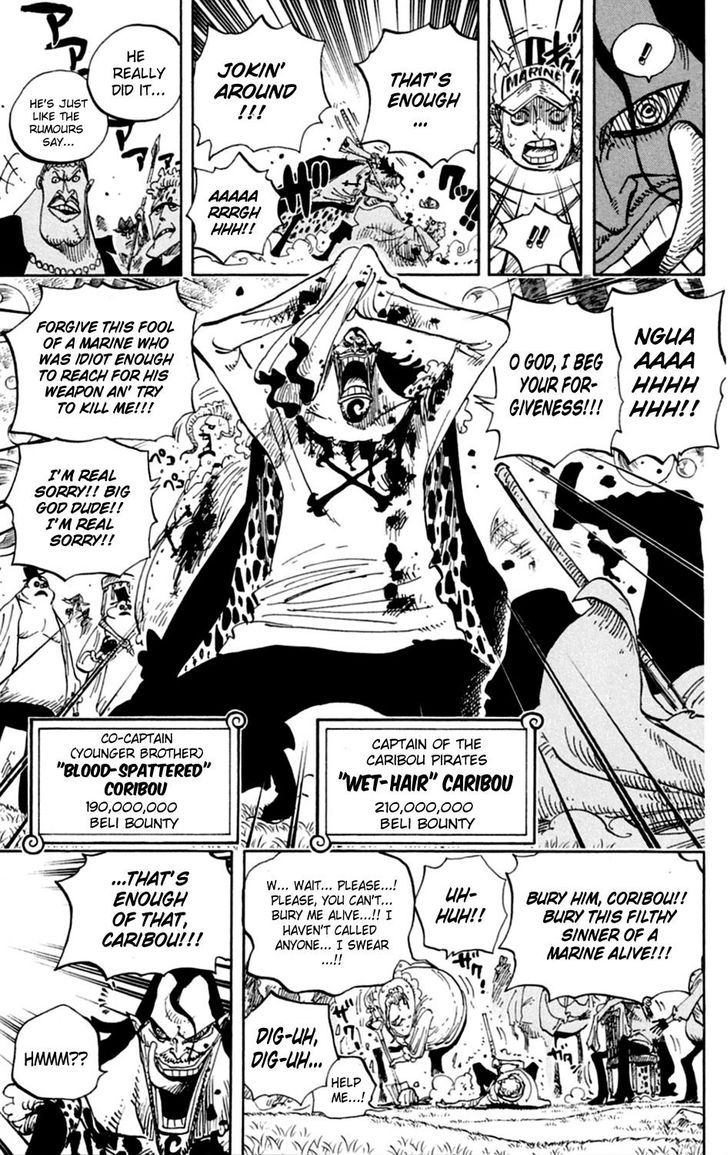 !
MARINE
!!
THAT'S
ENOUGH
...
JOKIN'
AROUND
!!!
AAAAA
RRRGH
HHH!!
HE
REALLY
DID IT...
HE'S JUST
LIKE THE
RUMOURS
SAY...
アアア
NGUA
AAAA
HHHH
HHH!!
O GOD, I BEG
YOUR FOR-
GIVENESS!!!
FORGIVE THIS FOOL
OF A MARINE WHO
WAS IDIOT ENOUGH
TO REACH FOR HIS
WEAPON AN' TRY
TO KILL ME!!!
I'M REAL
SORRY!! BIG
GOD DUDE!!
I'M REAL
SORRY!!
CAPTAIN OF THE
CARIBOU PIRATES
"WET-HAIR" CARIBOU
210,000,000
BELI BOUNTY
CO-CAPTAIN
(YOUNGER BROTHER)
"BLOOD-SPATTERED"
CORIBOU
190,000,000
BELI BOUNTY
BURY HIM, CORIBOU!!
BURY THIS FILTHY
SINNER OF A
MARINE ALIVE!!!
UH-
HUH!!
W... WAIT... PLEASE...!
PLEASE, YOU CAN'T...
BURY ME ALIVE...!! I
HAVEN'T CALLED
ANYONE... I SWEAR
...!!
DIG-UH,
DIG-UH...
HELP
ME...!
...THAT'S
ENOUGH
OF THAT,
CARIBOU!!!
HMMM??